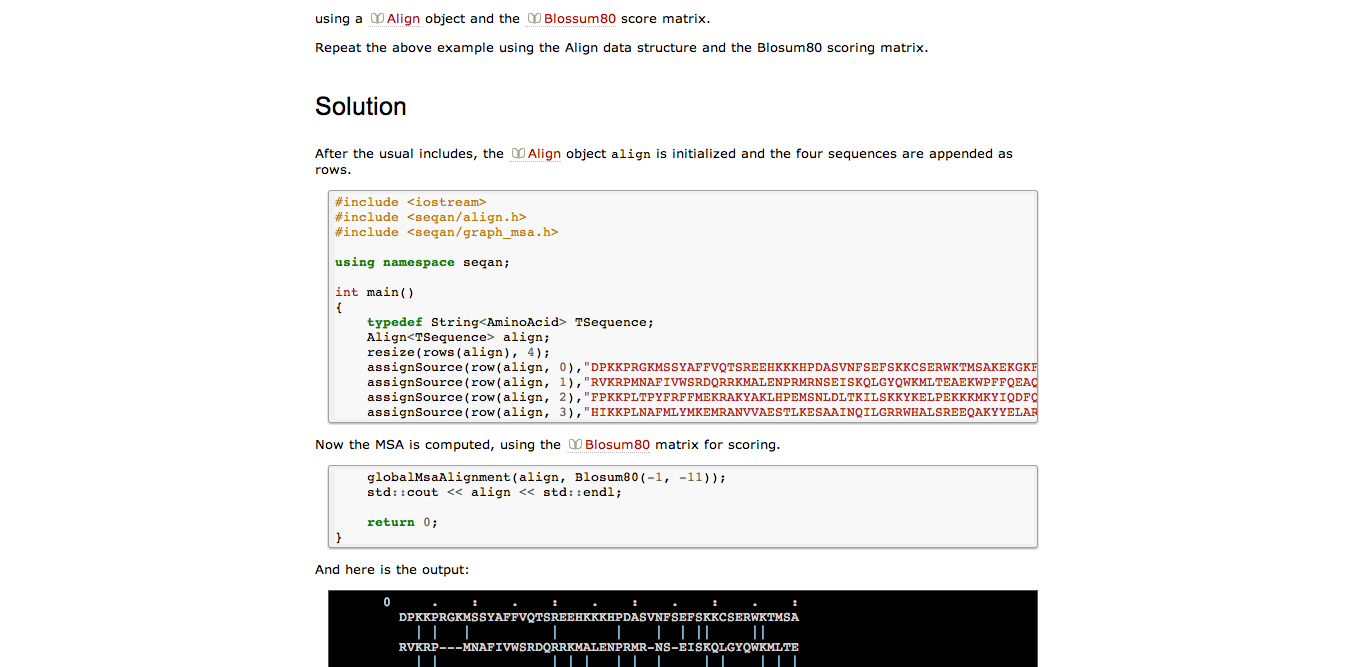 using a Align object and the Blossum80 score matrix.
Repeat the above example using the Align data structure and the Blosum80 scoring matrix.
Solution
After the usual includes, the Align object align is initialized and the four sequences are appended as
rows.
#include <iostream>
#include <seqan/align.h>
#include <seqan/graph_msa.h>
using namespace seqan;
int main()
{
typedef String<AminoAcid> TSequence;
Align<TSequence> align;
resize(rows(align), 4);
assignSource(row(align, 0),"DPKKPRGKMSSYAFFVQTSREEHKKKHPDASVNFSEFSKKCSERWKTMSAKEKGKF
assignSource(row(align, 1),"RVKRPMNAFIVWSRDQRRKMALENPRMRNSEISKQLGYQWKMLTEAEKWPFFQEAQ
assignSource(row(align, 2),"FPKKPLTPYFRFFMEKRAKYAKLHPEMSNLDLTKILSKKYKELPEKKKMKYIQDFQ
assignSource(row(align, 3),"HIKKPLNAFMLYMKEMRANVVAESTLKESAAINQILGRRWHALSREEQAKYYELAR
Now the MSA is computed, using the Blosum80 matrix for scoring.
globalMsaAlignment(align, Blosum80(-1, -11));
std::cout << align << std::endl;
return 0;
}
And here is the output:
0 . : . : . : . : . :
DPKKPRGKMSSYAFFVQTSREEHKKKHPDASVNFSEFSKKCSERWKTMSA
| | | | | | | || ||
RVKRP---MNAFIVWSRDQRRKMALENPRMR-NS-EISKQLGYQWKMLTE
| | | | | | | | | | | | |